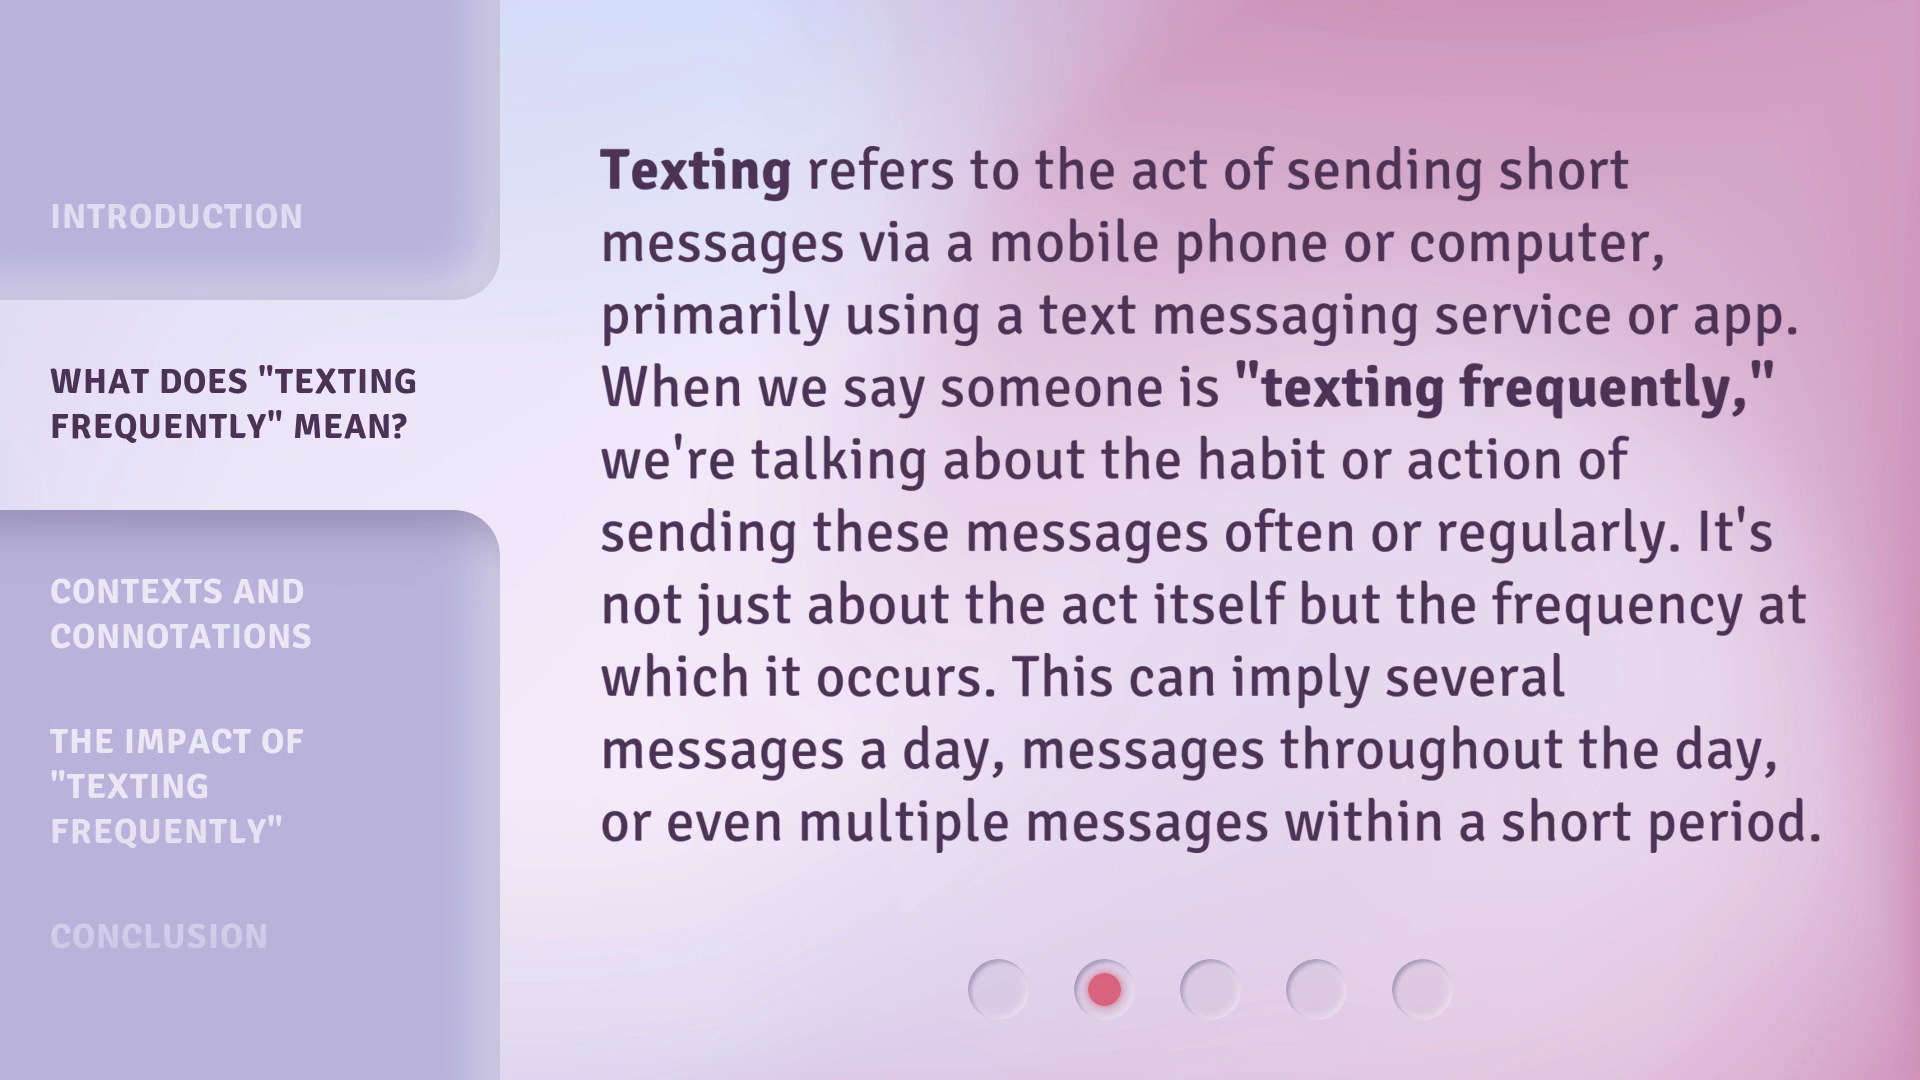 INTRODUCTION
WHAT DOES "TEXTING
FREQUENTLY" MEAN?
CONTEXTS AND
CONNOTATIONS
THE IMPACT OF
"TEXTING
FREQUENTLY"
CONCLUSION
Texting refers to the act of sending short
messages via a mobile phone or computer,
primarily using a text messaging service or app.
When we say someone is "texting frequently,"
we're talking about the habit or action of
sending these messages often or regularly. It's
not just about the act itself but the frequency at
which it occurs. This can imply several
messages a day, messages throughout the day,
or even multiple messages within a short period.